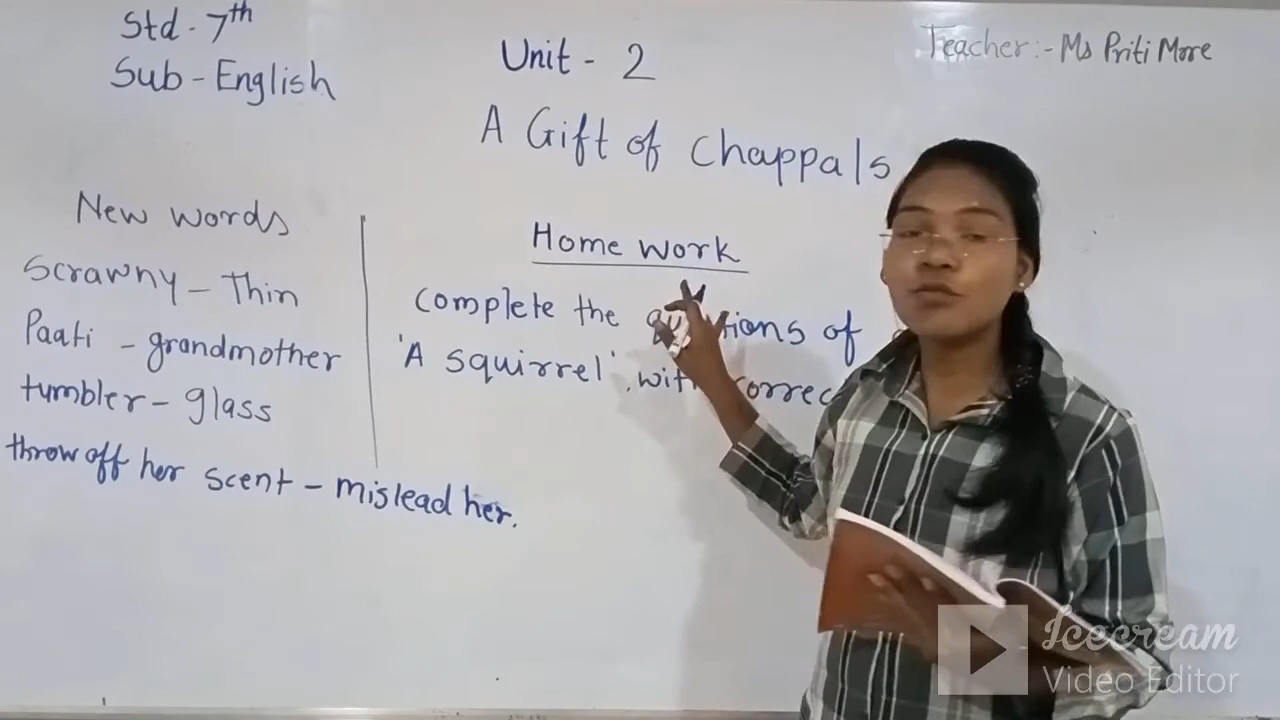 Std - 7th
Sub - English
Unit - 2
Teacher :- Ms Priti More
A Gift of Chappals
New words
Scrawny - Thin
Paati - grandmother
tumbler - glass
throw off her scent - mislead her.
Home work
complete the of
'A squirrel'.
Icecream
Video Editor